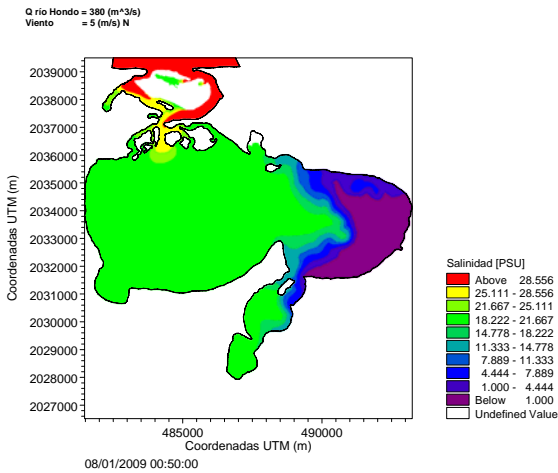 Q río Hondo = 380 (m^3/s)
Viento = 5 (m/s) N
2039000
2038000
2037000
2036000
2035000
2034000
2033000
2032000
2031000
2030000
2029000
2028000
2027000
Coordenadas UTM (m)
485000 490000
Coordenadas UTM (m)
08/01/2009 00:50:00
Salinidad [PSU]
Above 28.556
25.111 - 28.556
21.667 - 25.111
18.222 - 21.667
14.778 - 18.222
11.333 - 14.778
7.889 - 11.333
4.444 - 7.889
1.000 - 4.444
Below 1.000
Undefined Value